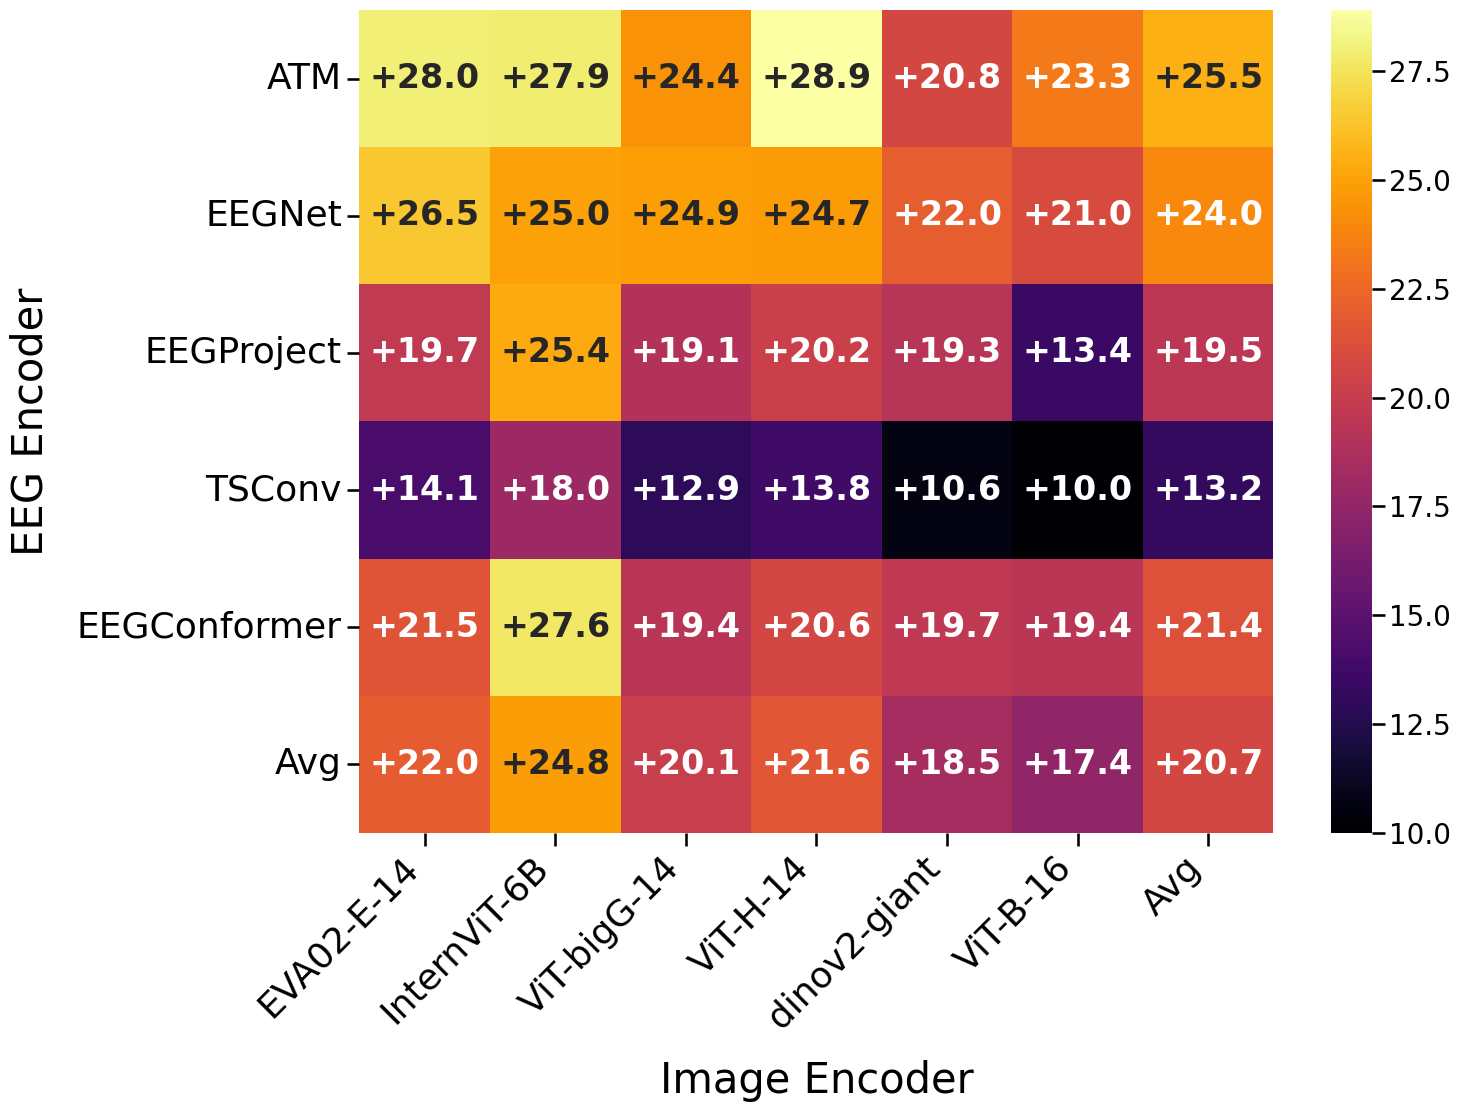 ATM +28.0 +27.9 +24.4 +28.9 +20.8 +23.3 +25.5
EEGNet +26.5 +25.0 +24.9 +24.7 +22.0 +21.0 +24.0
EEGProject +19.7 +25.4 +19.1 +20.2 +19.3 +13.4 +19.5
TSConv +14.1 +18.0 +12.9 +13.8 +10.6 +10.0 +13.2
EEGConformer +21.5 +27.6 +19.4 +20.6 +19.7 +19.4 +21.4
Avg +22.0 +24.8 +20.1 +21.6 +18.5 +17.4 +20.7
EEG Encoder
EVA02-E-14 InternViT-6B ViT-bigG-14 ViT-H-14 dinov2-giant ViT-B-16 Avg
Image Encoder
27.5
25.0
22.5
20.0
17.5
15.0
12.5
10.0